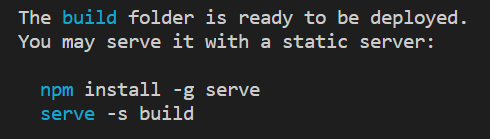 The build folder is ready to be deployed.
You may serve it with a static server:
npm install -g serve
serve -s build